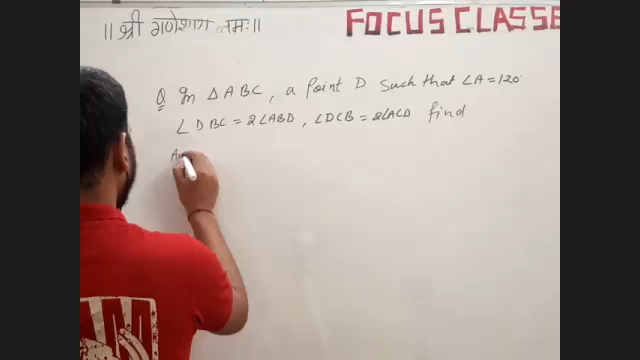 ॥ श्री गणेशाय नमः॥
FOCUS CLASSE
Q In △ABC, a point D such that ∠A=120°
∠DBC = 2∠ABD, ∠DCB = 2∠ACD find